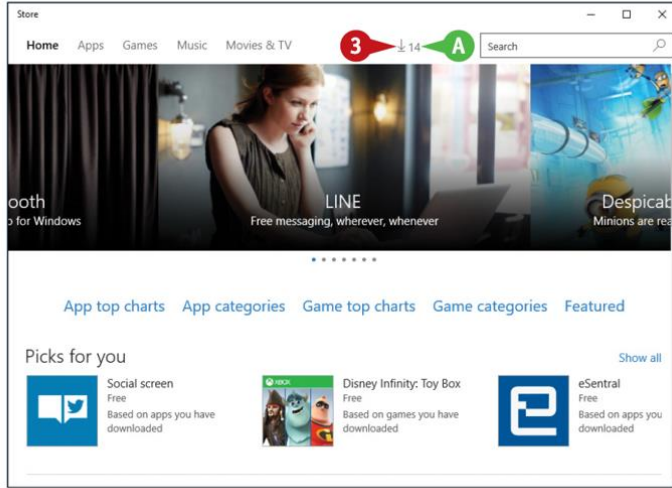 Store
Home Apps Games Music Movies & TV 3 14 A Search
ooth
o for Windows
LINE
Free messaging, wherever, whenever
Despicab
Minions are rea
App top charts App categories Game top charts Game categories Featured
Picks for you Show all
Social screen
Free
Based on apps you have
downloaded
XBOX
Disney Infinity: Toy Box
Free
Based on games you have
downloaded
eSentral
Free
Based on apps you
downloaded